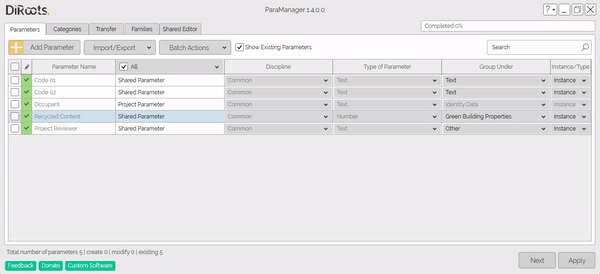 DiRoots.
ParaManager 1.4.0.0
?
Completed 0%
Parameters Categories Transfer Families Shared Editor
Add Parameter Import/Export Batch Actions Show Existing Parameters Search
Parameter Name All Discipline Type of Parameter Group Under Instance/Type
Code 01 Shared Parameter Common Text Text Instance
Code 02 Shared Parameter Common Text Text Instance
Occupant Project Parameter Common Text Identity Data Instance
Recycled Content Shared Parameter Common Number Green Building Properties Instance
Project Reviewer Shared Parameter Common Text Other Instance
Total number of parameters 5 | create 0 | modify 0 | existing 5
Feedback Donate Custom Software Next Apply